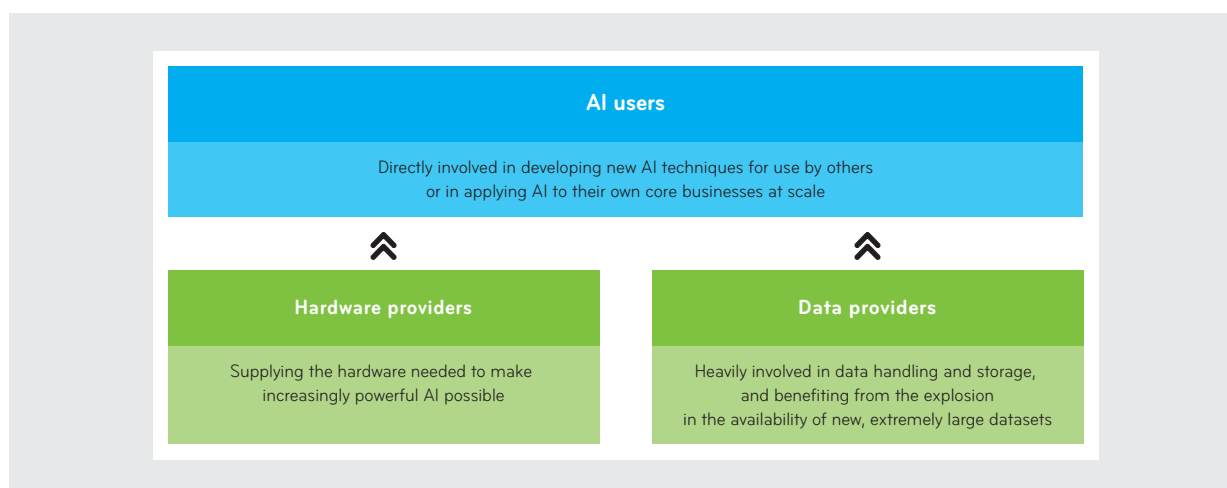 AI users
Directly involved in developing new AI techniques for use by others
or in applying AI to their own core businesses at scale
Hardware providers
Supplying the hardware needed to make
increasingly powerful AI possible
Data providers
Heavily involved in data handling and storage,
and benefiting from the explosion
in the availability of new, extremely large datasets